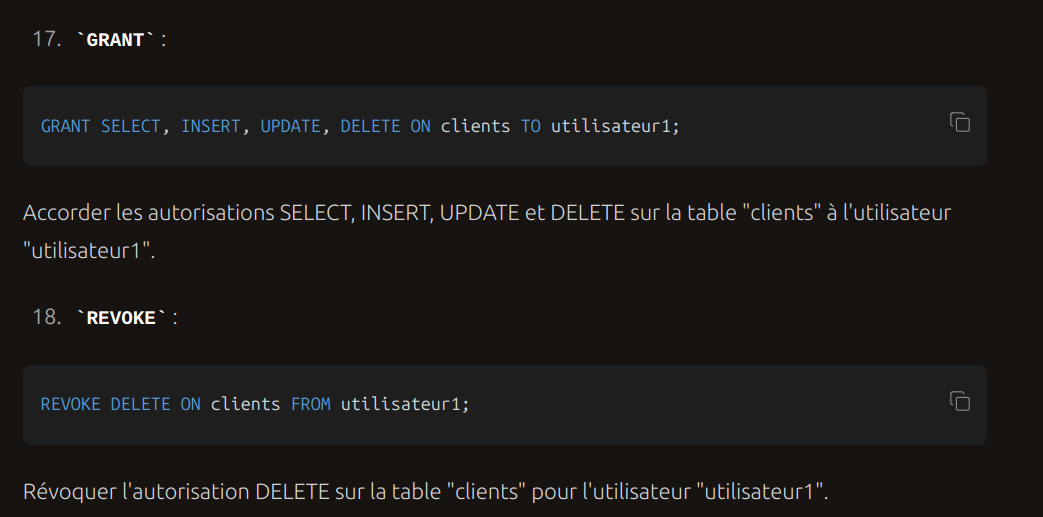 17. `GRANT` :
GRANT SELECT, INSERT, UPDATE, DELETE ON clients TO utilisateur1;
Accorder les autorisations SELECT, INSERT, UPDATE et DELETE sur la table "clients" à l'utilisateur
"utilisateur1".
18. `REVOKE` :
REVOKE DELETE ON clients FROM utilisateur1;
Révoquer l'autorisation DELETE sur la table "clients" pour l'utilisateur "utilisateur1".